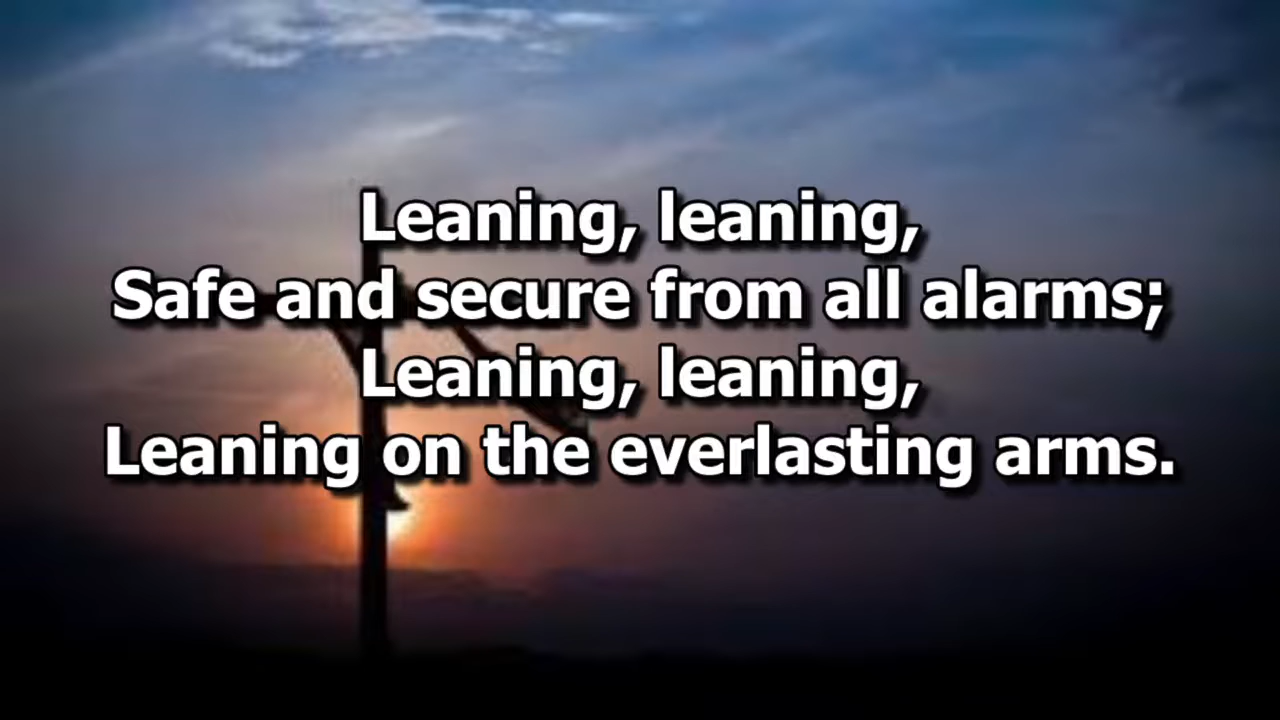 Leaning, leaning,
Safe and secure from all alarms;
Leaning, leaning,
Leaning on the everlasting arms.